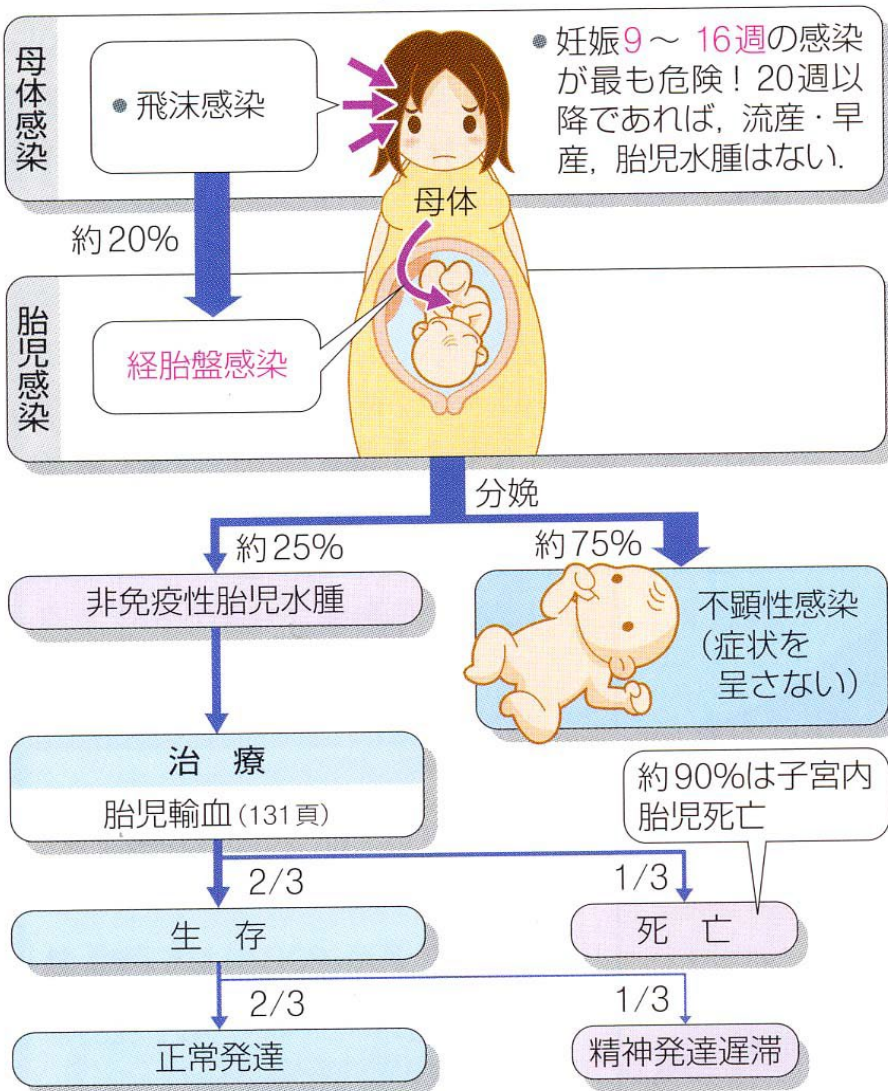 母体感染
● 飛沫感染
● 妊娠9～16週の感染
が最も危険！20週以
降であれば，流産・早
産，胎児水腫はない．
母体
約20%
胎児感染
経胎盤感染
分娩
約25%
約75%
非免疫性胎児水腫
不顕性感染
（症状を
呈さない）
治　療
胎児輸血（131頁）
約90%は子宮内
胎児死亡
2/3
1/3
生　存
死　亡
2/3
1/3
正常発達
精神発達遅滞